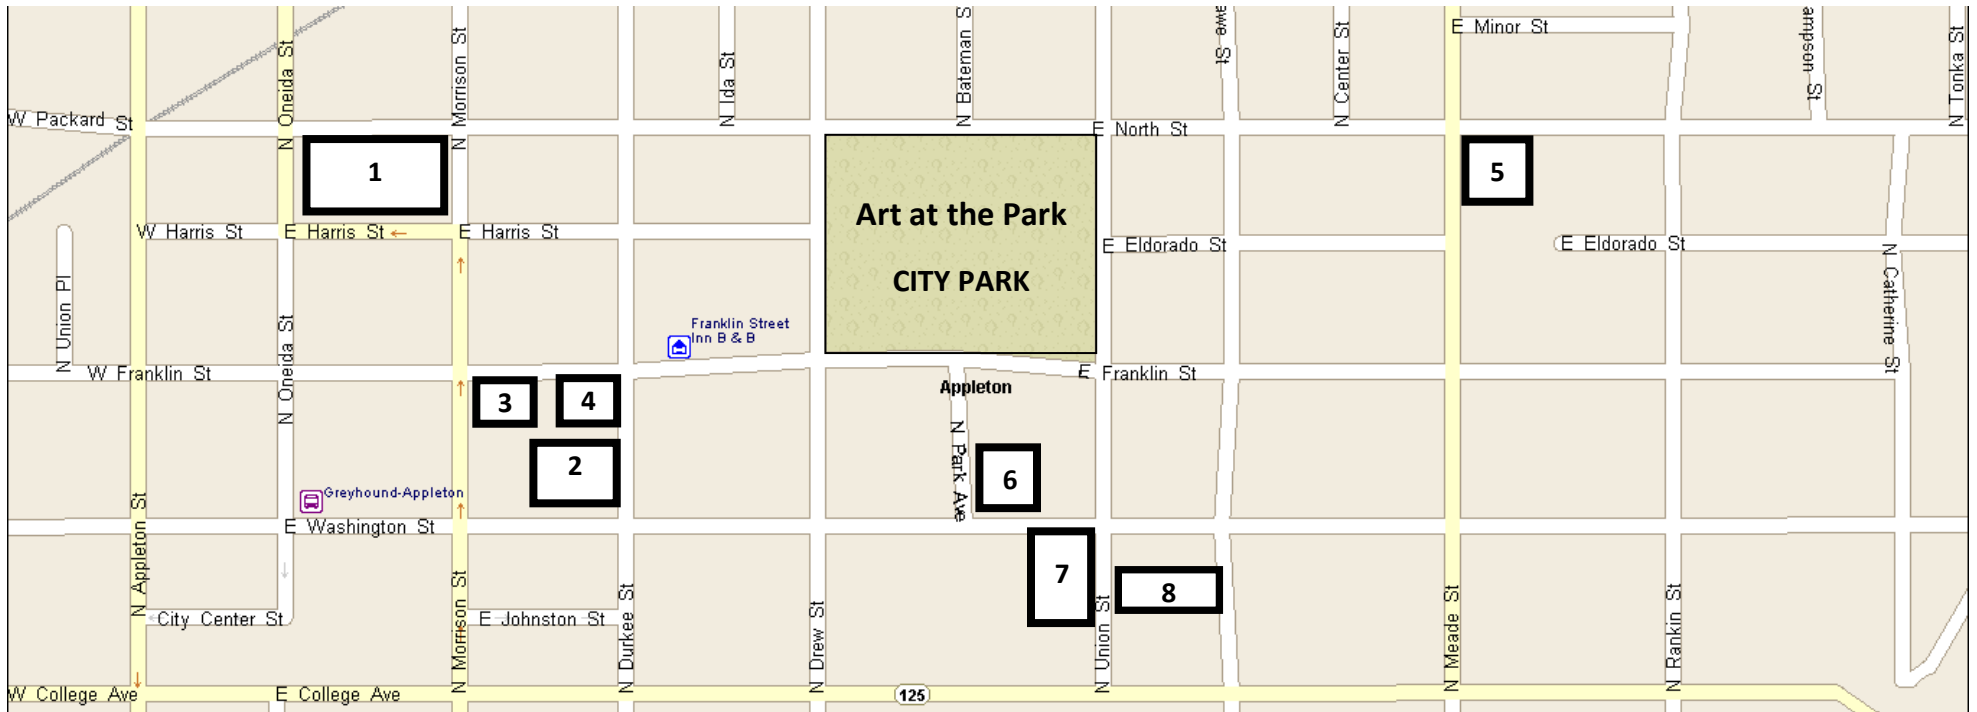 N Oneida St
N Morrison St
N Ida St
N Bateman S
awe St
N Center St
E Minor St
ampson St
N Tonka St
W Packard St
E North St
1
5
Art at the Park
CITY PARK
W Harris St
E Harris St
E Harris St
E Eldorado St
E Eldorado St
N Union Pl
N Oneida St
Franklin Street
Inn B & B
N Catherine St
W Franklin St
E Franklin St
Appleton
3
4
2
N Park Ave
6
Greyhound-Appleton
N Appleton St
E Washington St
7
8
City Center St
N Morrison St
E Johnston St
N Durkee St
N Drew St
N Union St
N Meade St
N Rankin St
W College Ave
E College Ave
125